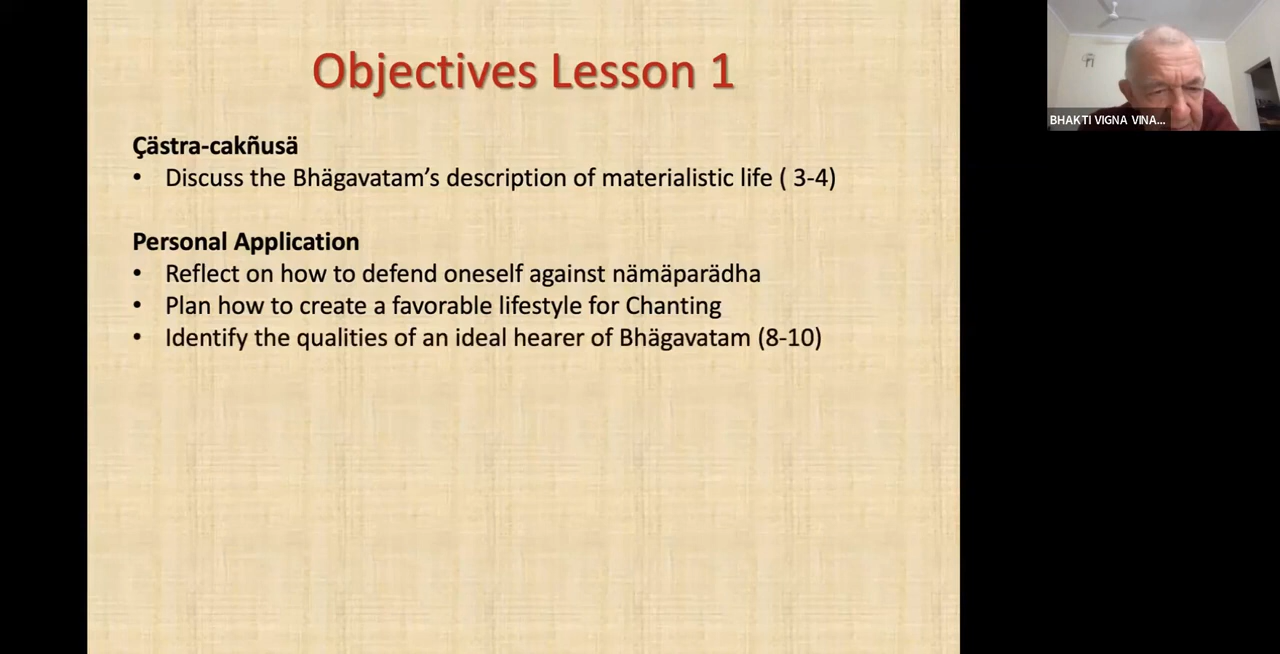 Objectives Lesson 1
Çästra-cakñusä
• Discuss the Bhägavatam’s description of materialistic life ( 3-4)
Personal Application
• Reflect on how to defend oneself against nämäparädha
• Plan how to create a favorable lifestyle for Chanting
• Identify the qualities of an ideal hearer of Bhägavatam (8-10)
BHAKTI VIGNA VINA...